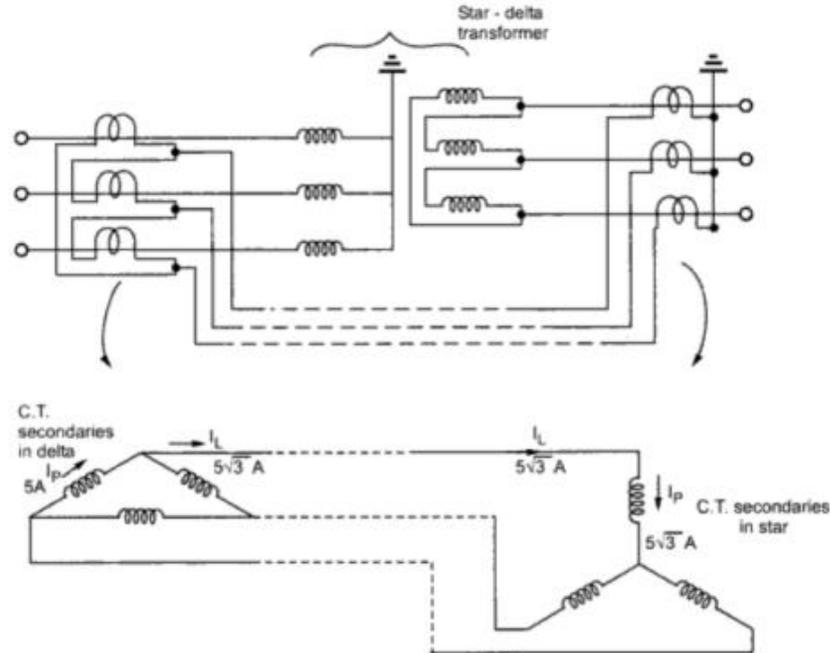 Star - delta
transformer
C.T.
secondaries
in delta
I_P
5A
I_L
5√3 A
I_L
5√3 A
I_P
5√3 A
C.T. secondaries
in star